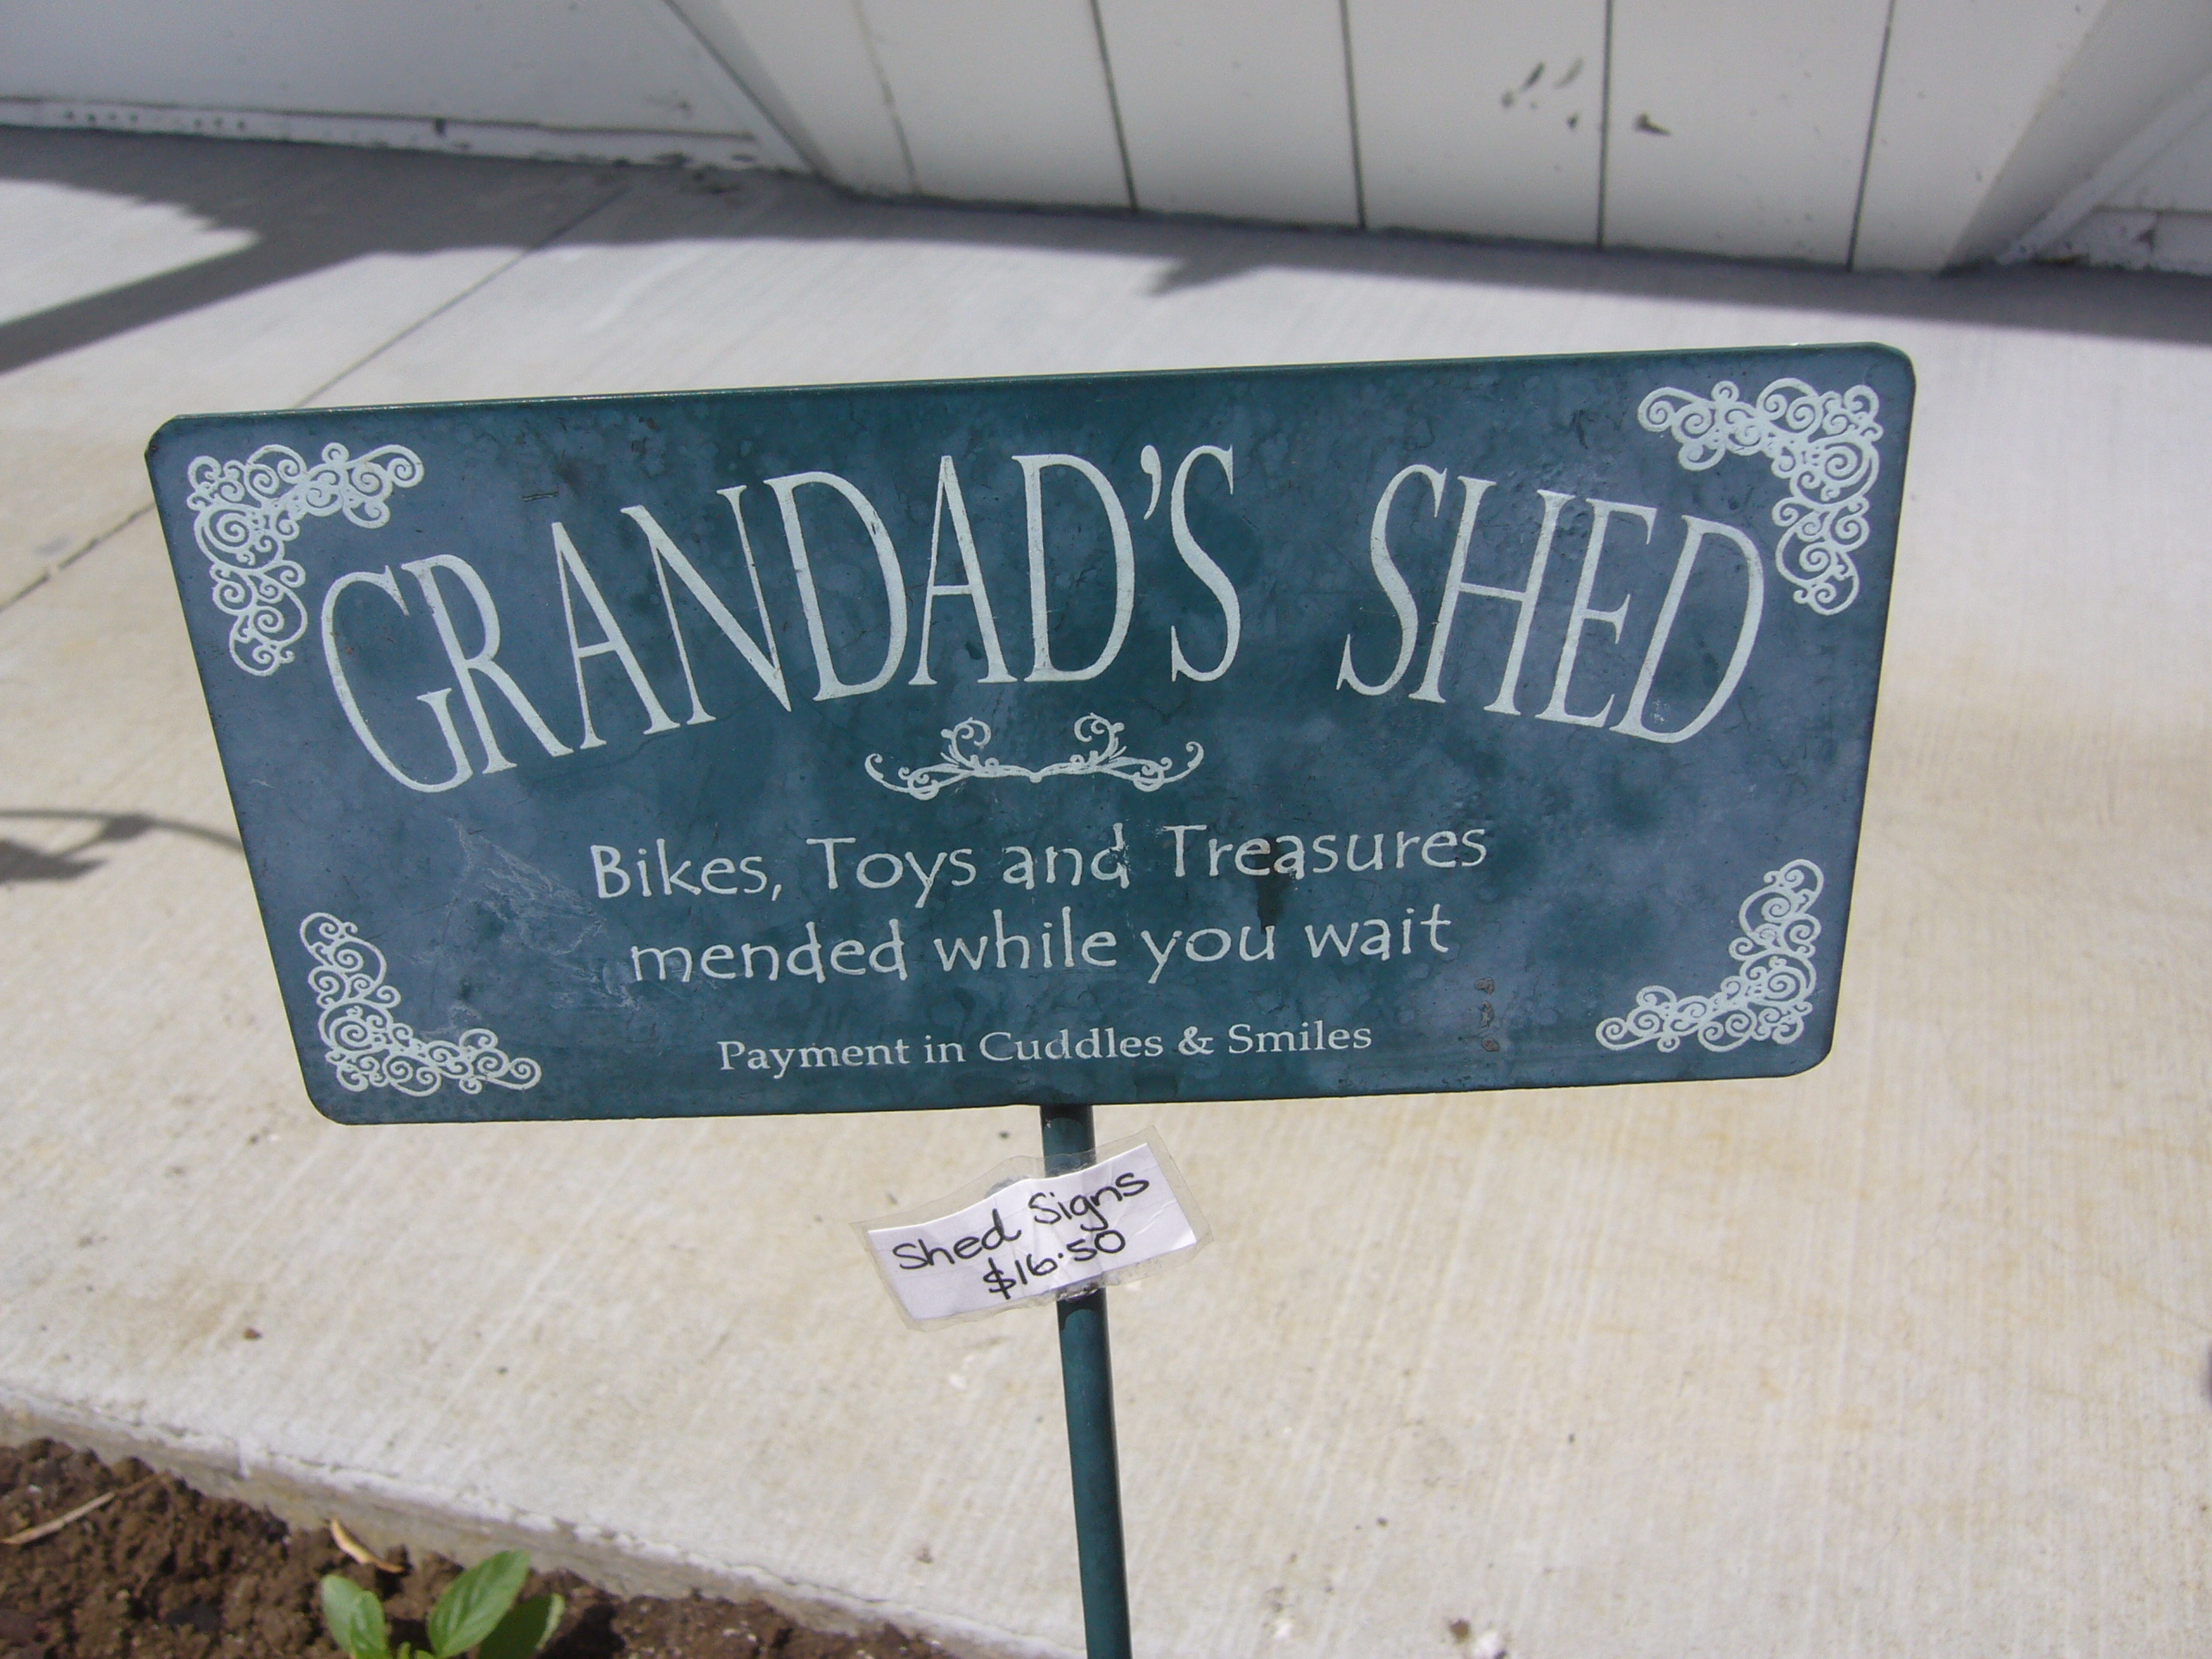 GRANDAD'S SHED
Bikes, Toys and Treasures
mended while you wait
Payment in Cuddles & Smiles
Shed Signs
$16.50